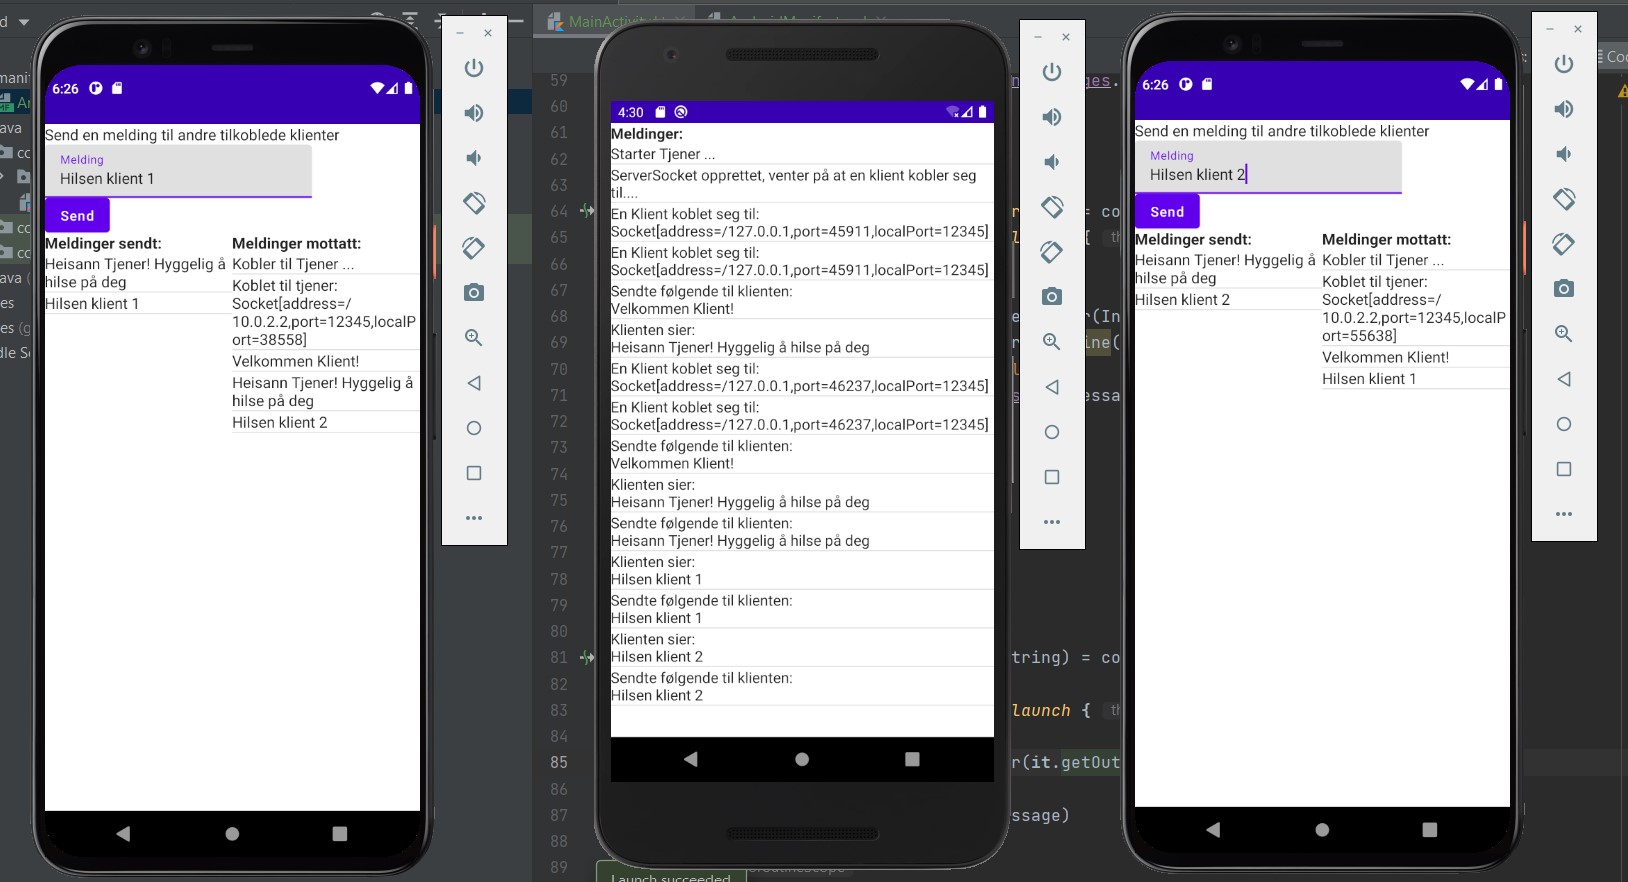 6:26
Send en melding til andre tilkoblede klienter
Melding
Hilsen klient 1
Send
Meldinger sendt:
Heisann Tjener! Hyggelig å
hilse på deg
Hilsen klient 1
Meldinger mottatt:
Kobler til Tjener ...
Koblet til tjener:
Socket[address=/
10.0.2.2,port=12345,localP
ort=38558]
Velkommen Klient!
Heisann Tjener! Hyggelig å
hilse på deg
Hilsen klient 2
59
60
61
62
63
64
65
66
67
68
69
70
71
72
73
74
75
76
77
78
79
80
81
82
83
84
85
86
87
88
89
4:30
Meldinger:
Starter Tjener ...
ServerSocket opprettet, venter på at en klient kobler seg
til....
En Klient koblet seg til:
Socket[address=/127.0.0.1,port=45911,localPort=12345]
En Klient koblet seg til:
Socket[address=/127.0.0.1,port=45911,localPort=12345]
Sendte følgende til klienten:
Velkommen Klient!
Klienten sier:
Heisann Tjener! Hyggelig å hilse på deg
En Klient koblet seg til:
Socket[address=/127.0.0.1,port=46237,localPort=12345]
En Klient koblet seg til:
Socket[address=/127.0.0.1,port=46237,localPort=12345]
Sendte følgende til klienten:
Velkommen Klient!
Klienten sier:
Heisann Tjener! Hyggelig å hilse på deg
Sendte følgende til klienten:
Heisann Tjener! Hyggelig å hilse på deg
Klienten sier:
Hilsen klient 1
Sendte følgende til klienten:
Hilsen klient 1
Klienten sier:
Hilsen klient 2
Sendte følgende til klienten:
Hilsen klient 2
Launch succeeded
ges.
= co
{ th
r(In
ine(
essa
tring) = co
launch { th
r(it.getOut
ssage)
6:26
Send en melding til andre tilkoblede klienter
Melding
Hilsen klient 2
Send
Meldinger sendt:
Heisann Tjener! Hyggelig å
hilse på deg
Hilsen klient 2
Meldinger mottatt:
Kobler til Tjener ...
Koblet til tjener:
Socket[address=/
10.0.2.2,port=12345,localP
ort=55638]
Velkommen Klient!
Hilsen klient 1